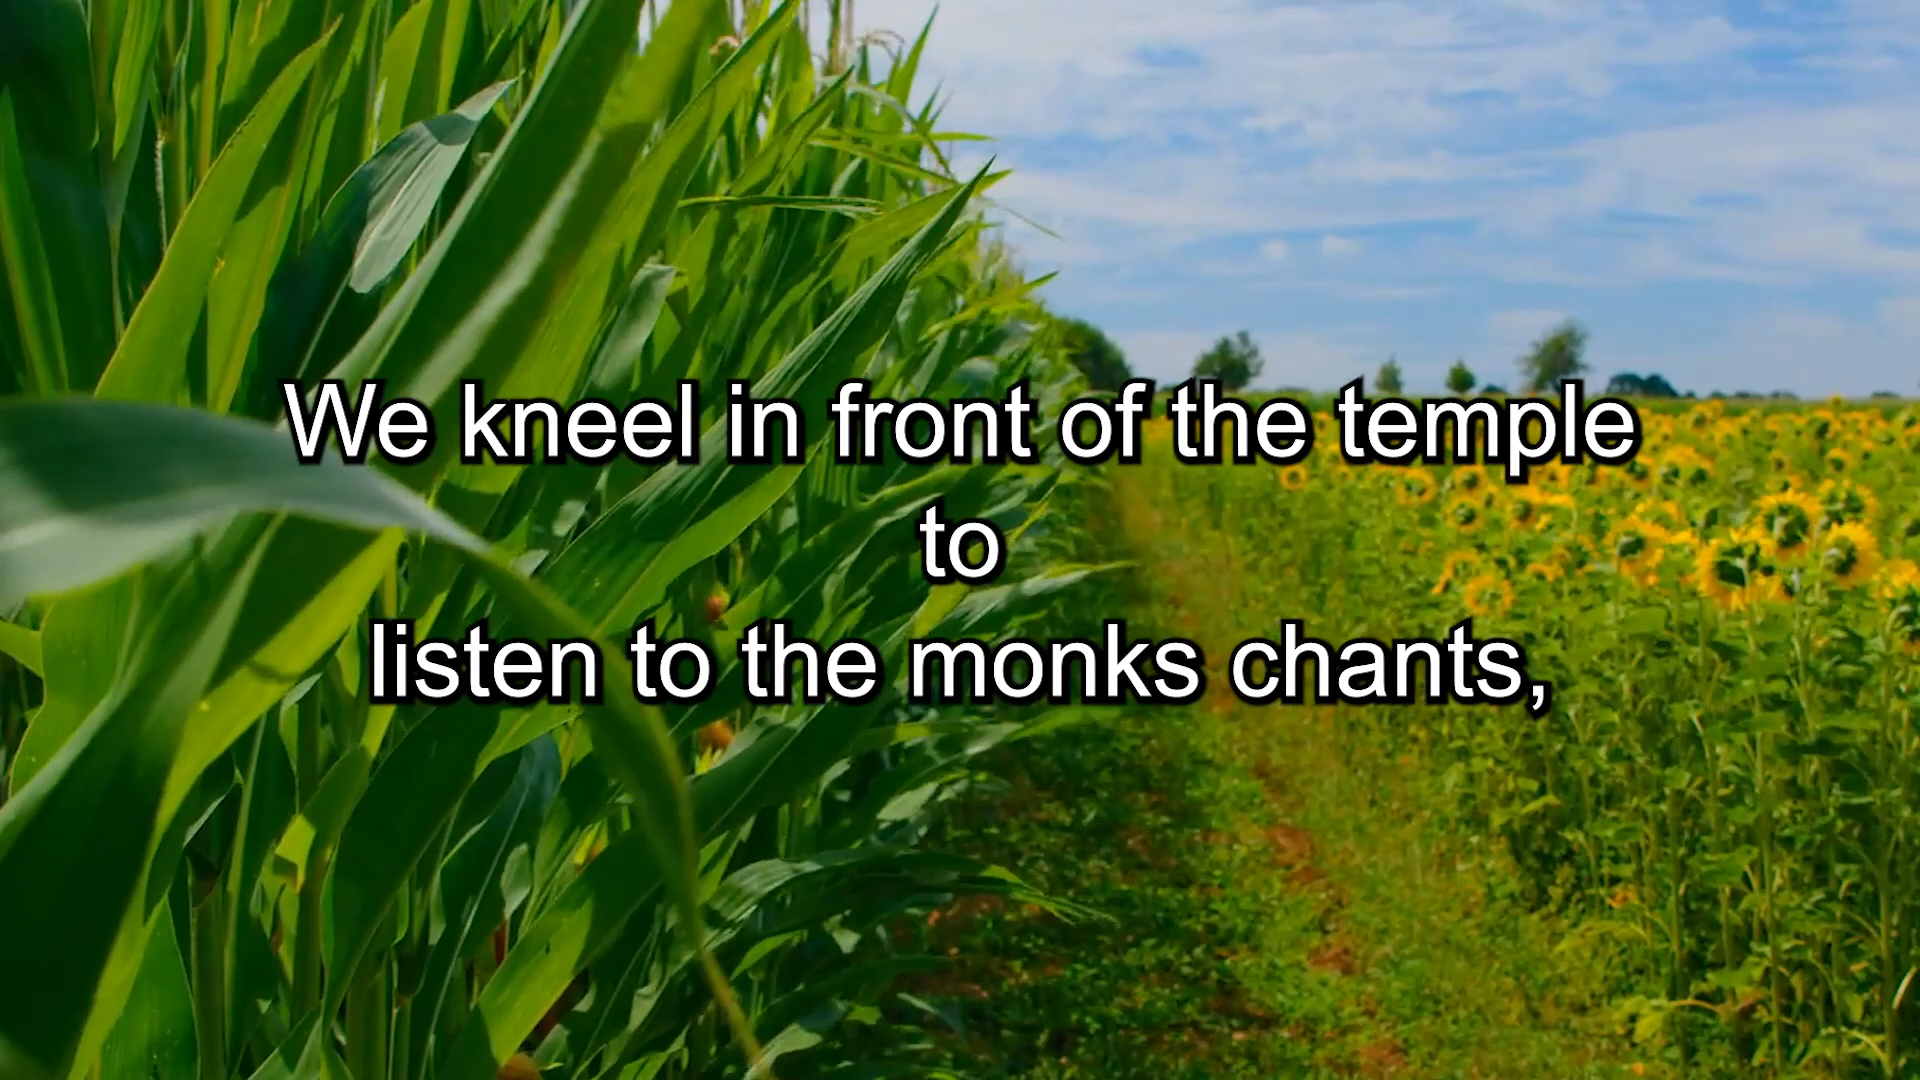 We kneel in front of the temple
to
listen to the monks chants,